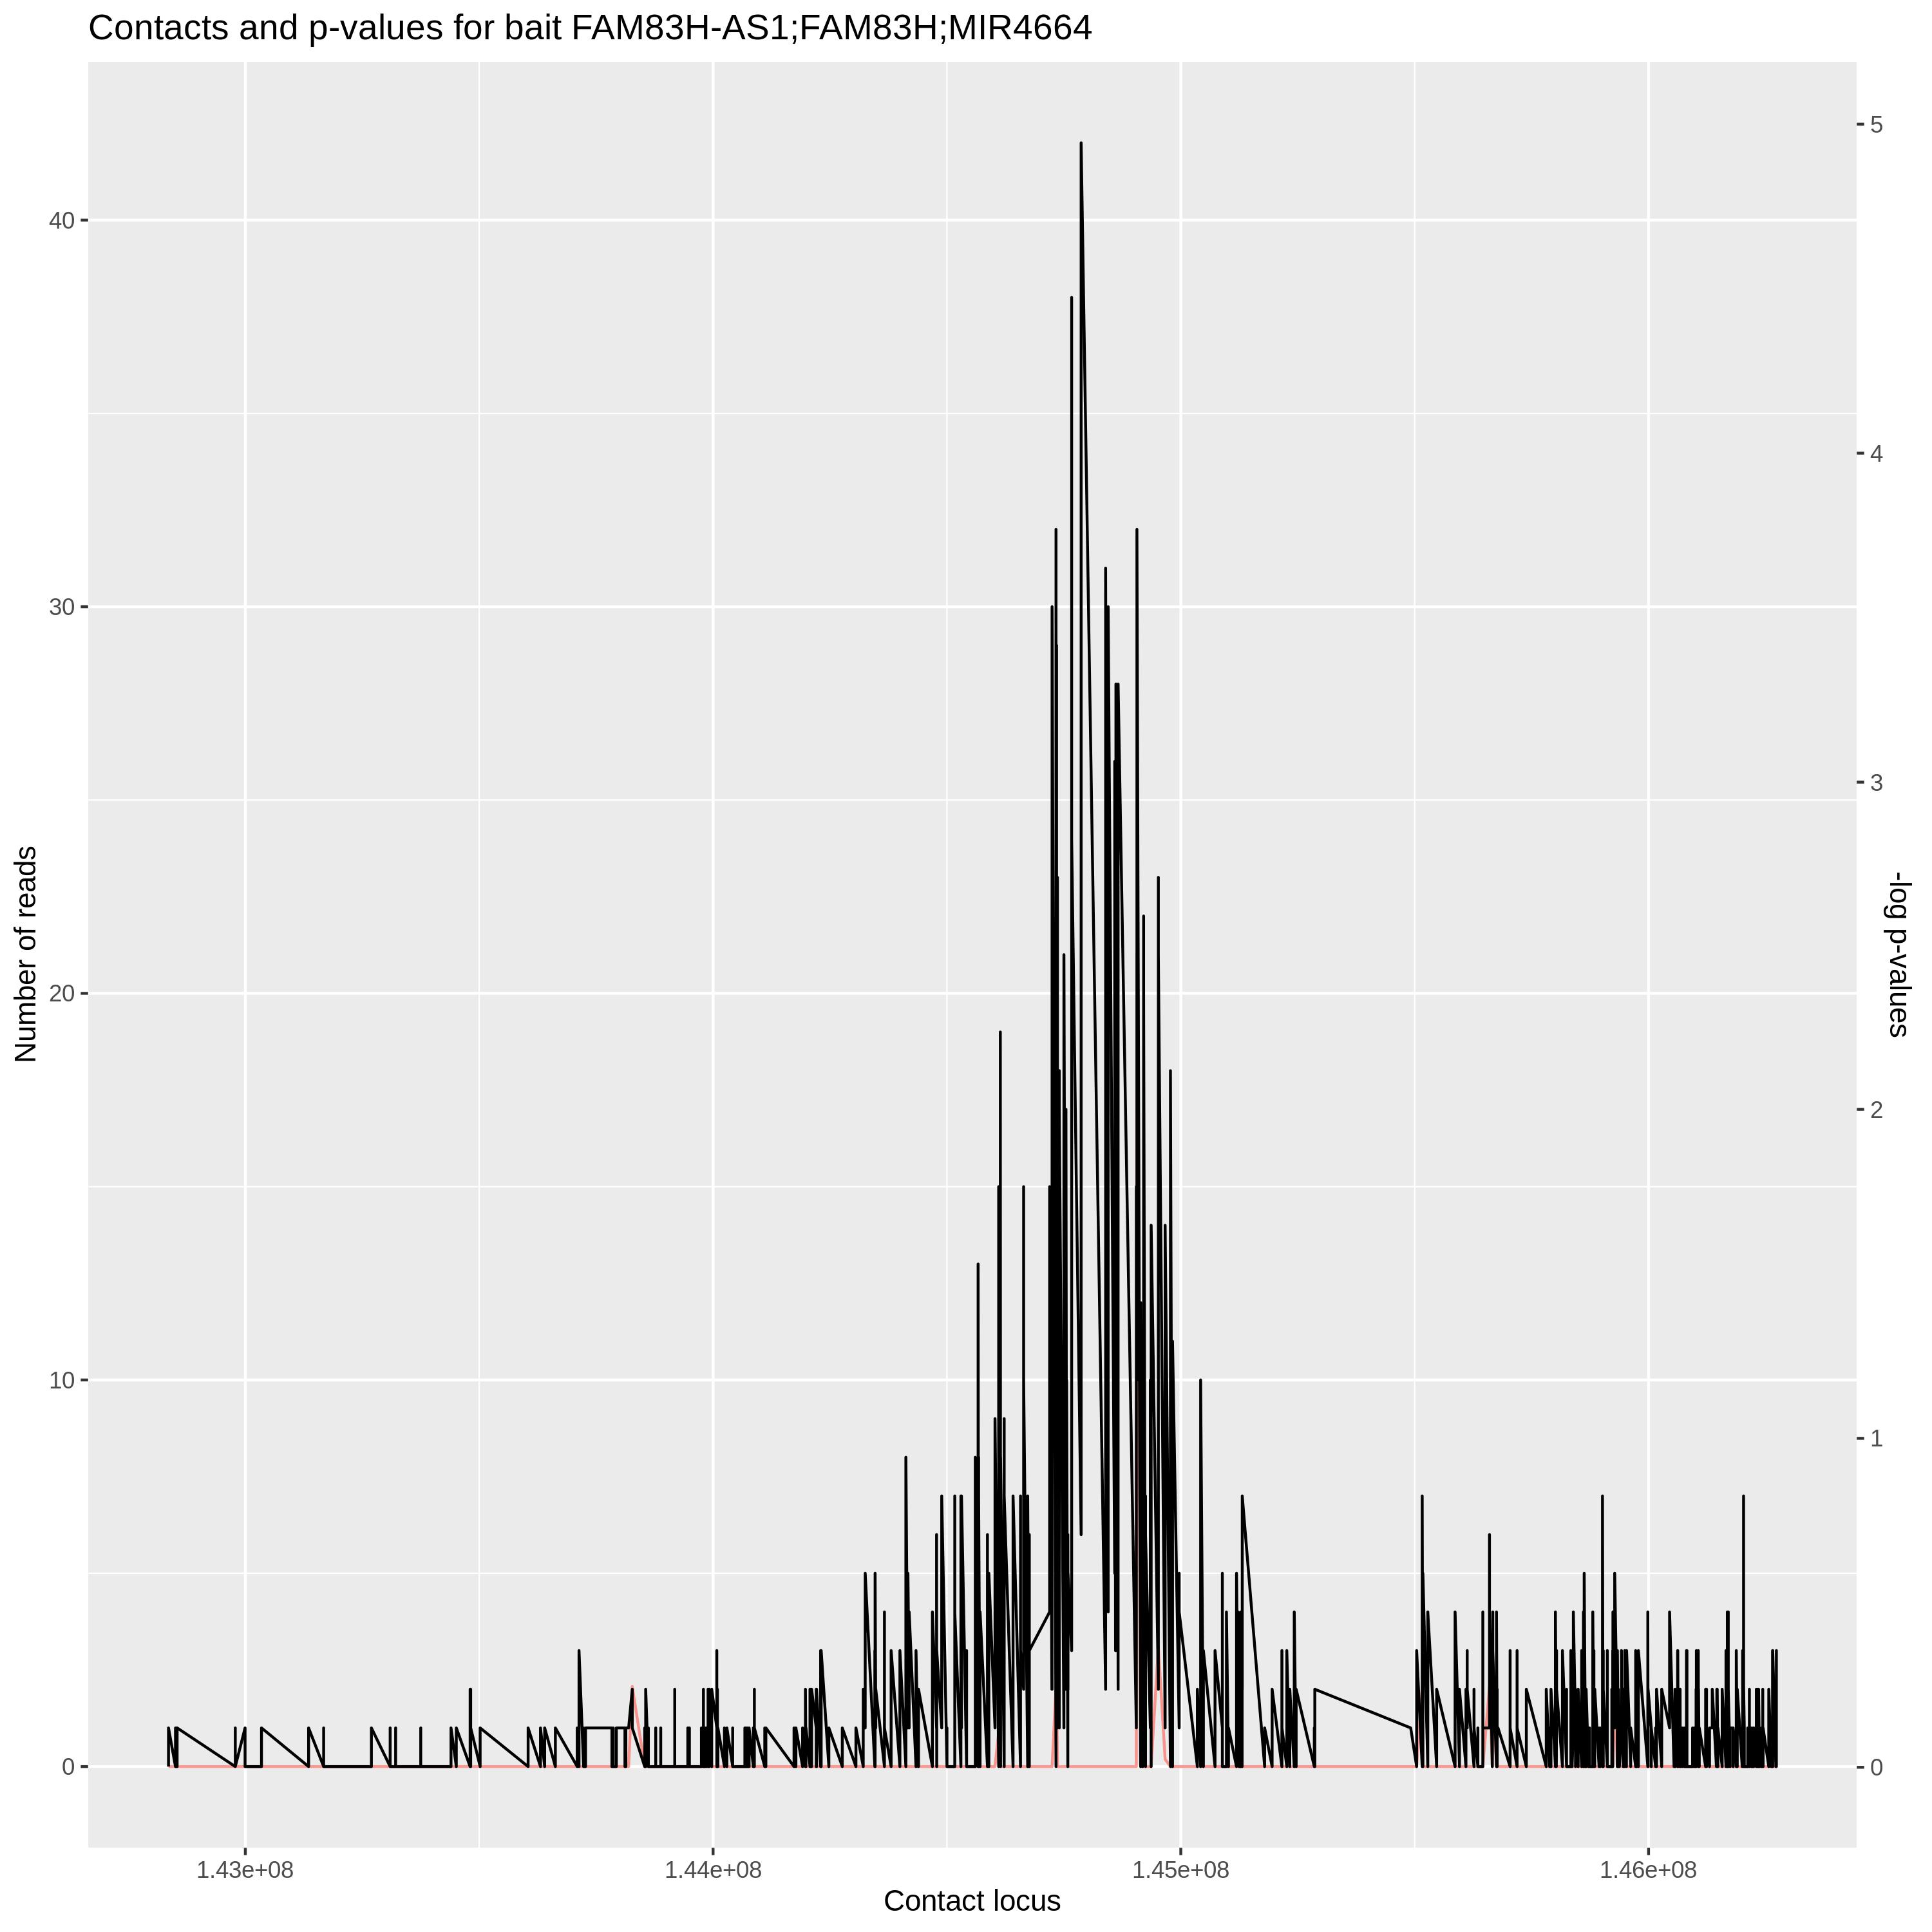 Contacts and p-values for bait FAM83H-AS1;FAM83H;MIR4664
40
30
20
10
0
5
4
3
2
1
0
Number of reads
-log p-values
1.43e+08
1.44e+08
1.45e+08
1.46e+08
Contact locus